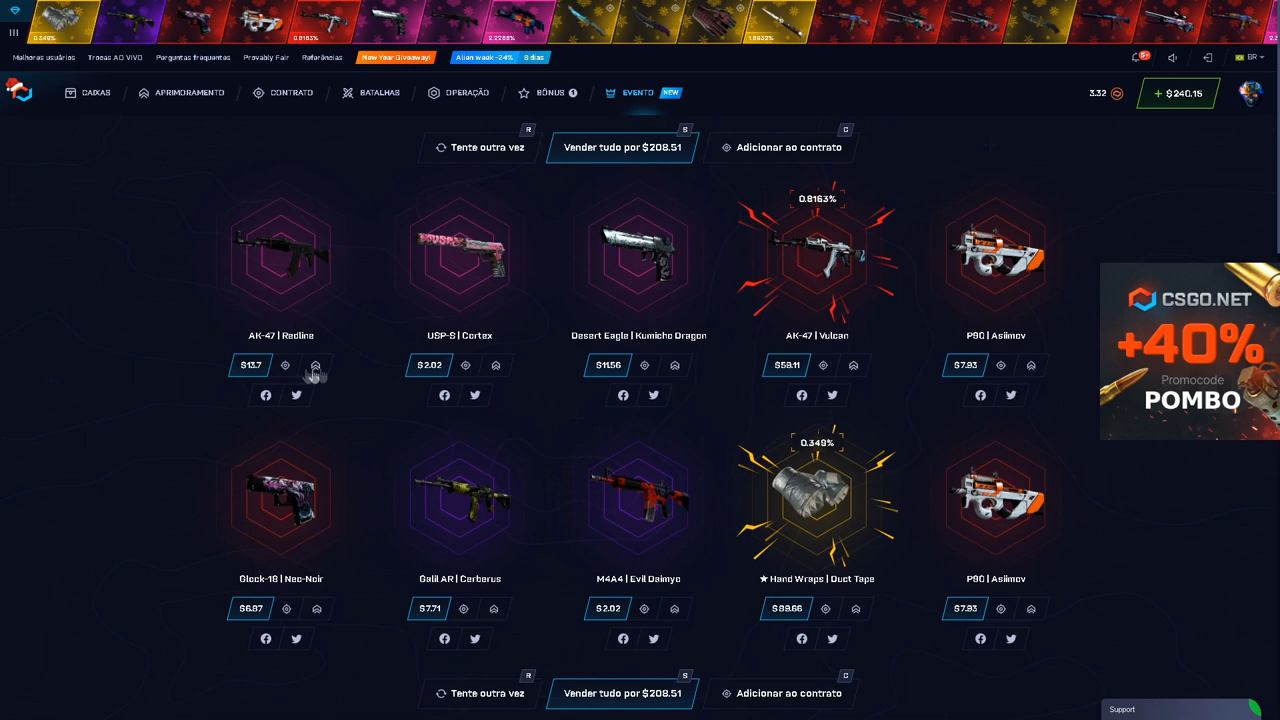 0.349%
0.8163%
2.2288%
1.8932%
Melhores usuários
Trocas AO VIVO
Perguntas frequentes
Provably Fair
Referências
New Year Giveaway!
Alien week -24%
8 dias
5+
BR
CAIXAS
APRIMORAMENTO
CONTRATO
BATALHAS
OPERAÇÃO
BÔNUS 1
EVENTO NEW
3.32
+ $240.15
R
S
C
Tente outra vez
Vender tudo por $208.51
Adicionar ao contrato
0.8163%
AK-47 | Redline
USP-S | Cortex
Desert Eagle | Kumicho Dragon
AK-47 | Vulcan
P90 | Asiimov
$13.7
$2.02
$11.56
$59.11
$7.93
CSGO.NET
+40%
Promocode
POMBO
0.349%
Glock-18 | Neo-Noir
Galil AR | Cerberus
M4A4 | Evil Daimyo
★ Hand Wraps | Duct Tape
P90 | Asiimov
$6.87
$7.71
$2.02
$89.66
$7.93
R
S
C
Tente outra vez
Vender tudo por $208.51
Adicionar ao contrato
Support